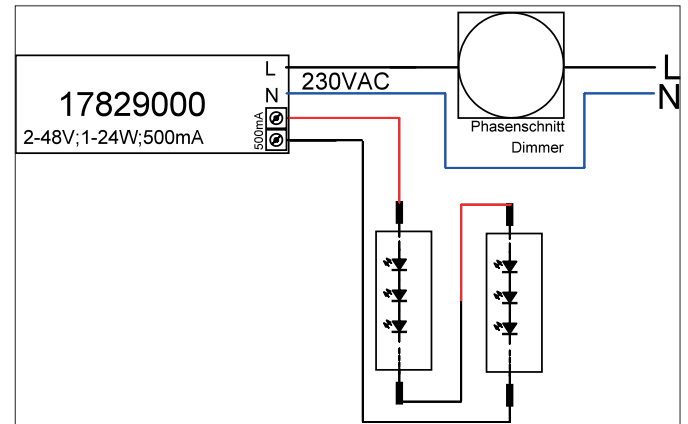 L
230VAC
L
N
N
17829000
2-48V;1-24W;500mA
500mA
Phasenschnitt
Dimmer